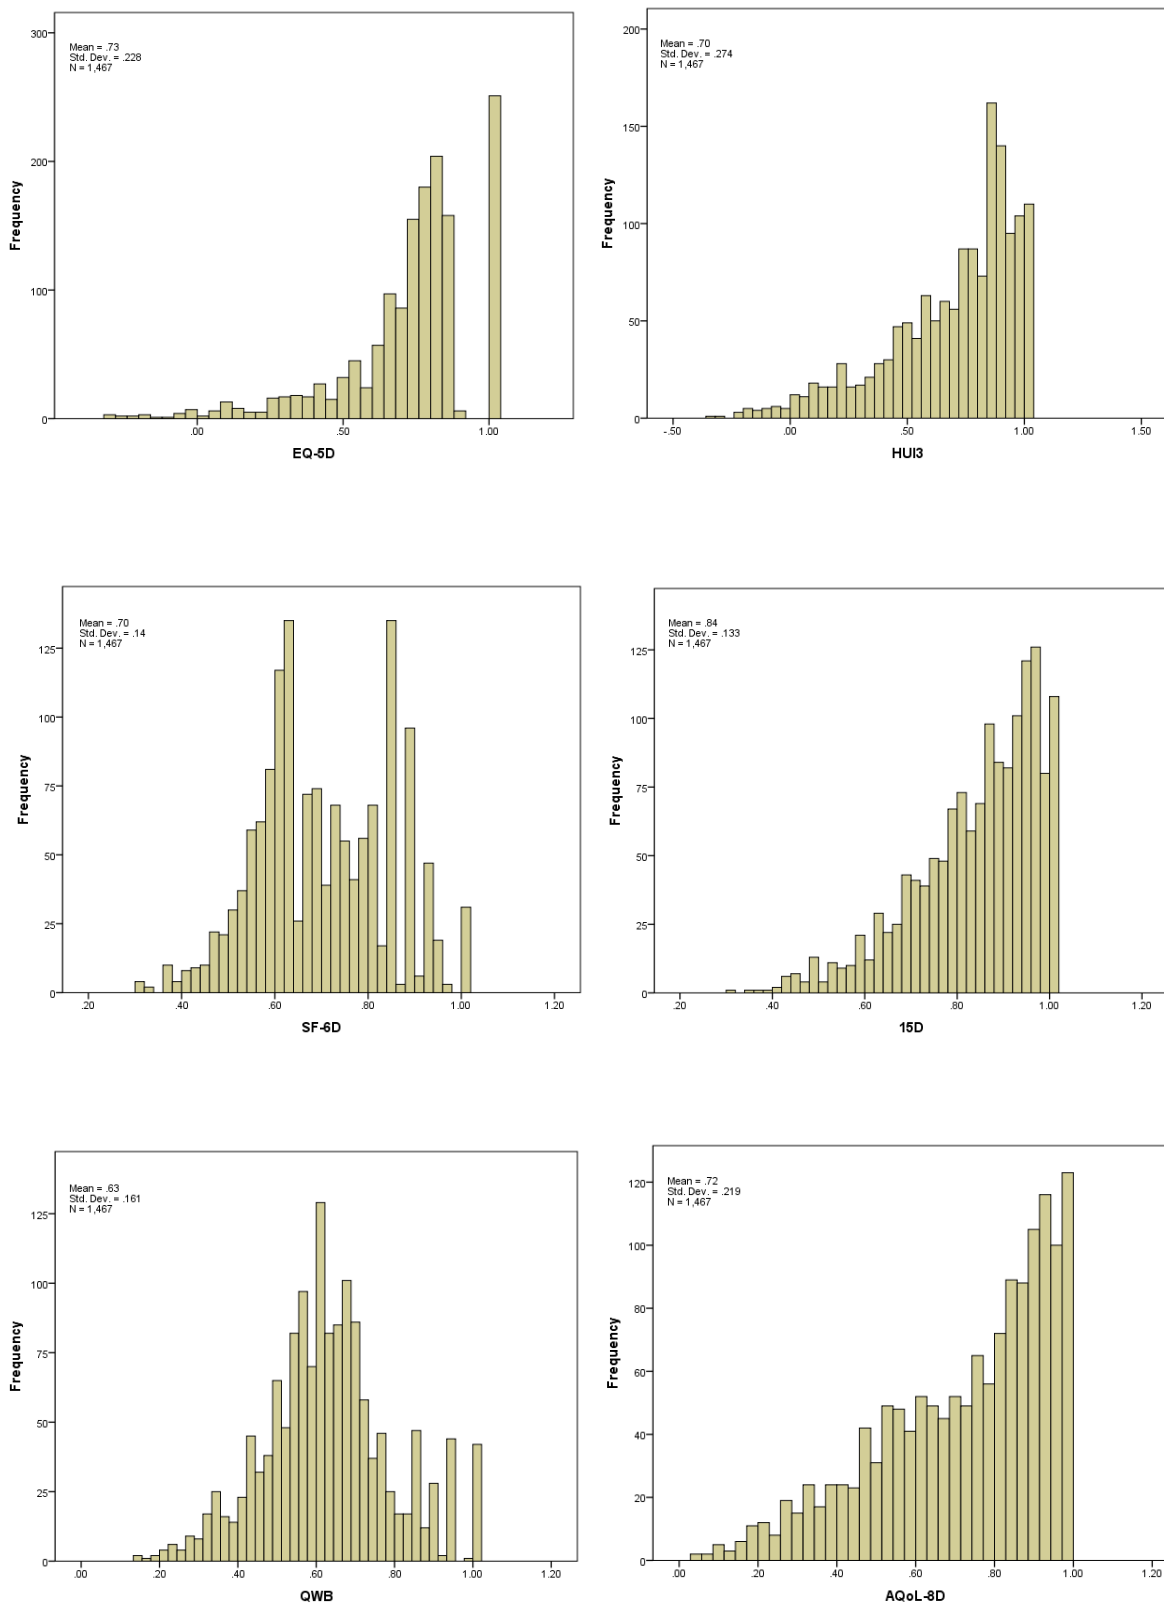 Mean = .73
Std. Dev. = .228
N = 1,467
300
200
100
0
Frequency
.00 .50 1.00
EQ-5D
Mean = .70
Std. Dev. = .274
N = 1,467
200
150
100
50
0
Frequency
-.50 .00 .50 1.00 1.50
HUI3
Mean = .70
Std. Dev. = .14
N = 1,467
125
100
75
50
25
0
Frequency
.20 .40 .60 .80 1.00 1.20
SF-6D
Mean = .84
Std. Dev. = .133
N = 1,467
125
100
75
50
25
0
Frequency
.20 .40 .60 .80 1.00 1.20
15D
Mean = .63
Std. Dev. = .161
N = 1,467
125
100
75
50
25
0
Frequency
.00 .20 .40 .60 .80 1.00 1.20
QWB
Mean = .72
Std. Dev. = .219
N = 1,467
120
100
80
60
40
20
0
Frequency
.00 .20 .40 .60 .80 1.00 1.20
AQoL-8D